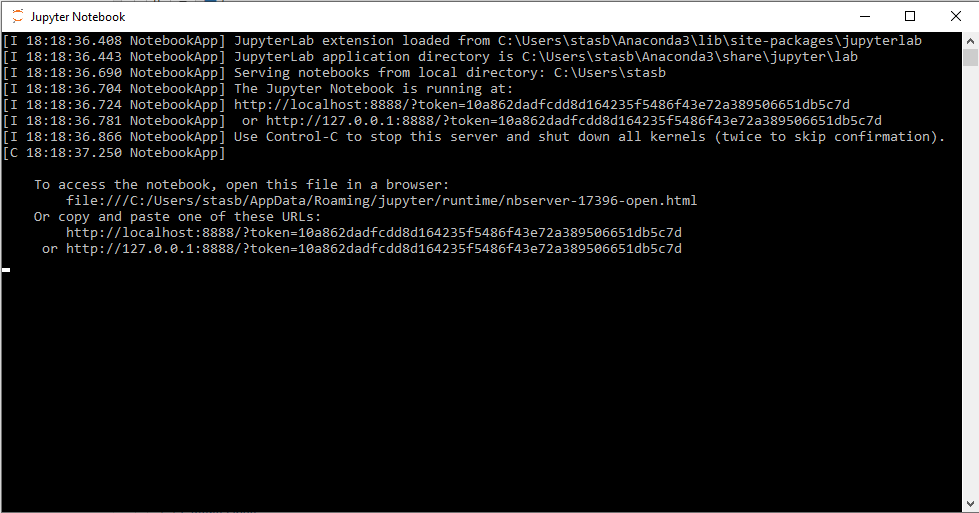 Jupyter Notebook
[I 18:18:36.408 NotebookApp] JupyterLab extension loaded from C:\Users\stasb\Anaconda3\lib\site-packages\jupyterlab
[I 18:18:36.443 NotebookApp] JupyterLab application directory is C:\Users\stasb\Anaconda3\share\jupyter\lab
[I 18:18:36.690 NotebookApp] Serving notebooks from local directory: C:\Users\stasb
[I 18:18:36.704 NotebookApp] The Jupyter Notebook is running at:
[I 18:18:36.724 NotebookApp] http://localhost:8888/?token=10a862dadfcdd8d164235f5486f43e72a389506651db5c7d
[I 18:18:36.781 NotebookApp]  or http://127.0.0.1:8888/?token=10a862dadfcdd8d164235f5486f43e72a389506651db5c7d
[I 18:18:36.866 NotebookApp] Use Control-C to stop this server and shut down all kernels (twice to skip confirmation).
[C 18:18:37.250 NotebookApp]
To access the notebook, open this file in a browser:
file:///C:/Users/stasb/AppData/Roaming/jupyter/runtime/nbserver-17396-open.html
Or copy and paste one of these URLs:
http://localhost:8888/?token=10a862dadfcdd8d164235f5486f43e72a389506651db5c7d
or http://127.0.0.1:8888/?token=10a862dadfcdd8d164235f5486f43e72a389506651db5c7d